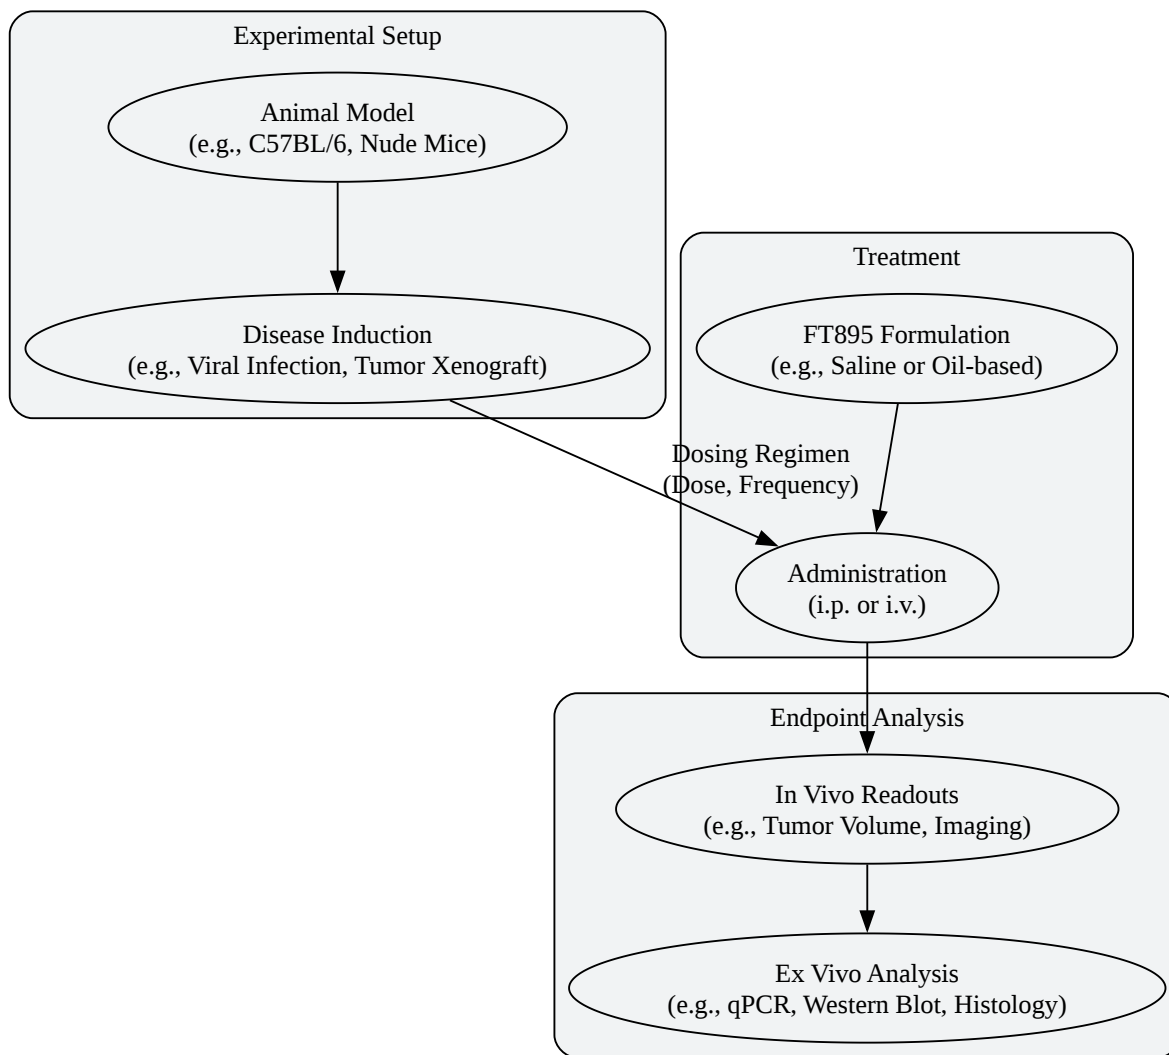 Experimental Setup
Animal Model
(e.g., C57BL/6, Nude Mice)
Disease Induction
(e.g., Viral Infection, Tumor Xenograft)
Treatment
FT895 Formulation
(e.g., Saline or Oil-based)
Dosing Regimen
(Dose, Frequency)
Administration
(i.p. or i.v.)
Endpoint Analysis
In Vivo Readouts
(e.g., Tumor Volume, Imaging)
Ex Vivo Analysis
(e.g., qPCR, Western Blot, Histology)